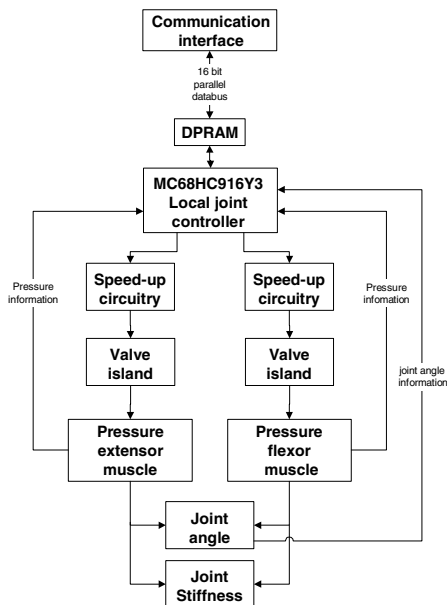 Communication
interface
16 bit
parallel
databus
DPRAM
MC68HC916Y3
Local joint
controller
Pressure
information
Speed-up
circuitry
Speed-up
circuitry
Pressure
infomation
Valve
island
Valve
island
joint angle
information
Pressure
extensor
muscle
Pressure
flexor
muscle
Joint
angle
Joint
Stiffness